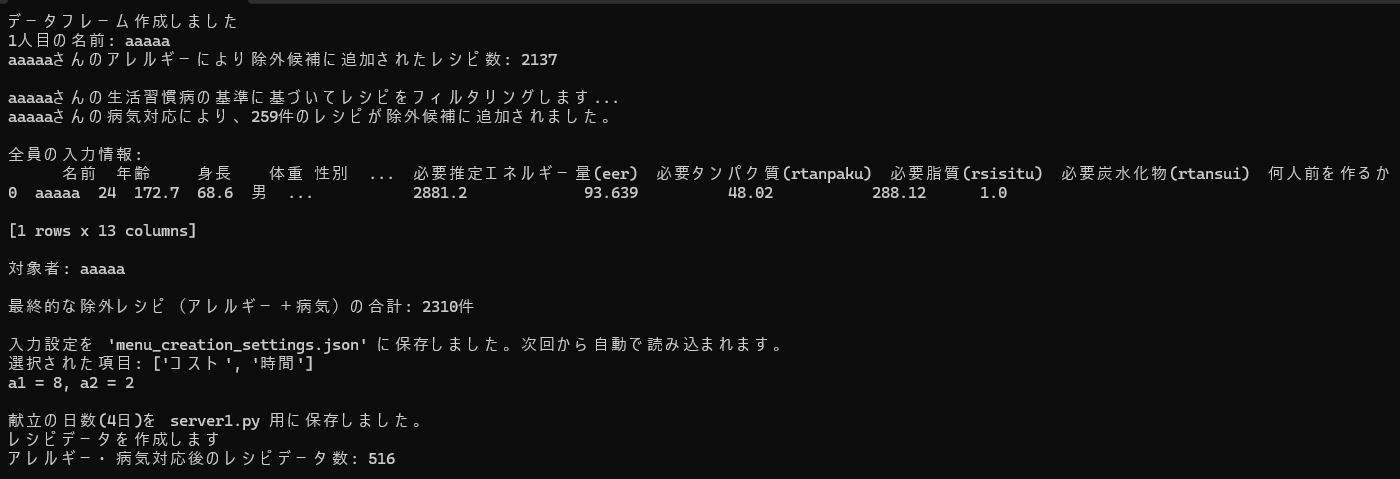 データフレーム作成しました
1人目の名前: aaaaa
aaaaaさんのアレルギーにより除外候補に追加されたレシピ数: 2137
aaaaaさんの生活習慣病の基準に基づいてレシピをフィルタリングします...
aaaaaさんの病気対応により、259件のレシピが除外候補に追加されました。
全員の入力情報:
名前 年齢 身長 体重 性別 ... 必要推定エネルギー量(eer) 必要タンパク質(rtanpaku) 必要脂質(rsisitu) 必要炭水化物(rtansui) 何人前を作るか
0 aaaaa 24 172.7 68.6 男 ... 2881.2 93.639 48.02 288.12 1.0
[1 rows x 13 columns]
対象者: aaaaa
最終的な除外レシピ（アレルギー＋病気）の合計: 2310件
入力設定を 'menu_creation_settings.json' に保存しました。次回から自動で読み込まれます。
選択された項目: ['コスト', '時間']
a1 = 8, a2 = 2
献立の日数(4日)を server1.py 用に保存しました。
レシピデータを作成します
アレルギー・病気対応後のレシピデータ数: 516